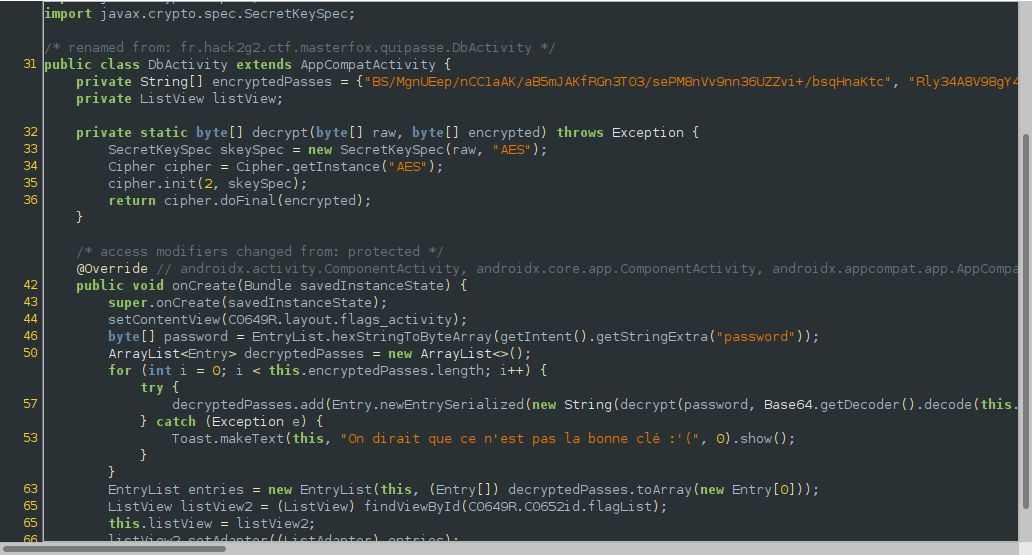 import javax.crypto.spec.SecretKeySpec;
/* renamed from: fr.hack2g2.ctf.masterfox.quipasse.DbActivity */
31 public class DbActivity extends AppCompatActivity {
private String[] encryptedPasses = {"BS/MgnUEep/nCClaAK/aB5mJAKfRGn3TO3/sePM8nVv9nn36UZZvi+/bsqHnaKtc", "Rly34A8V98gY4
private ListView listView;
32 private static byte[] decrypt(byte[] raw, byte[] encrypted) throws Exception {
33 SecretKeySpec skeySpec = new SecretKeySpec(raw, "AES");
34 Cipher cipher = Cipher.getInstance("AES");
35 cipher.init(2, skeySpec);
36 return cipher.doFinal(encrypted);
}
/* access modifiers changed from: protected */
@Override // androidx.activity.ComponentActivity, androidx.core.app.ComponentActivity, androidx.appcompat.app.AppCompa
42 public void onCreate(Bundle savedInstanceState) {
43 super.onCreate(savedInstanceState);
44 setContentView(C0649R.layout.flags_activity);
46 byte[] password = EntryList.hexStringToByteArray(getIntent().getStringExtra("password"));
50 ArrayList<Entry> decryptedPasses = new ArrayList<>();
for (int i = 0; i < this.encryptedPasses.length; i++) {
try {
57 decryptedPasses.add(Entry.newEntrySerialized(new String(decrypt(password, Base64.getDecoder().decode(this.
} catch (Exception e) {
53 Toast.makeText(this, "On dirait que ce n'est pas la bonne clé :'(", 0).show();
}
}
63 EntryList entries = new EntryList(this, (Entry[]) decryptedPasses.toArray(new Entry[0]));
65 ListView listView2 = (ListView) findViewById(C0649R.C0652id.flagList);
65 this.listView = listView2;
66 listView2.setAdapter((ListAdapter) entries);